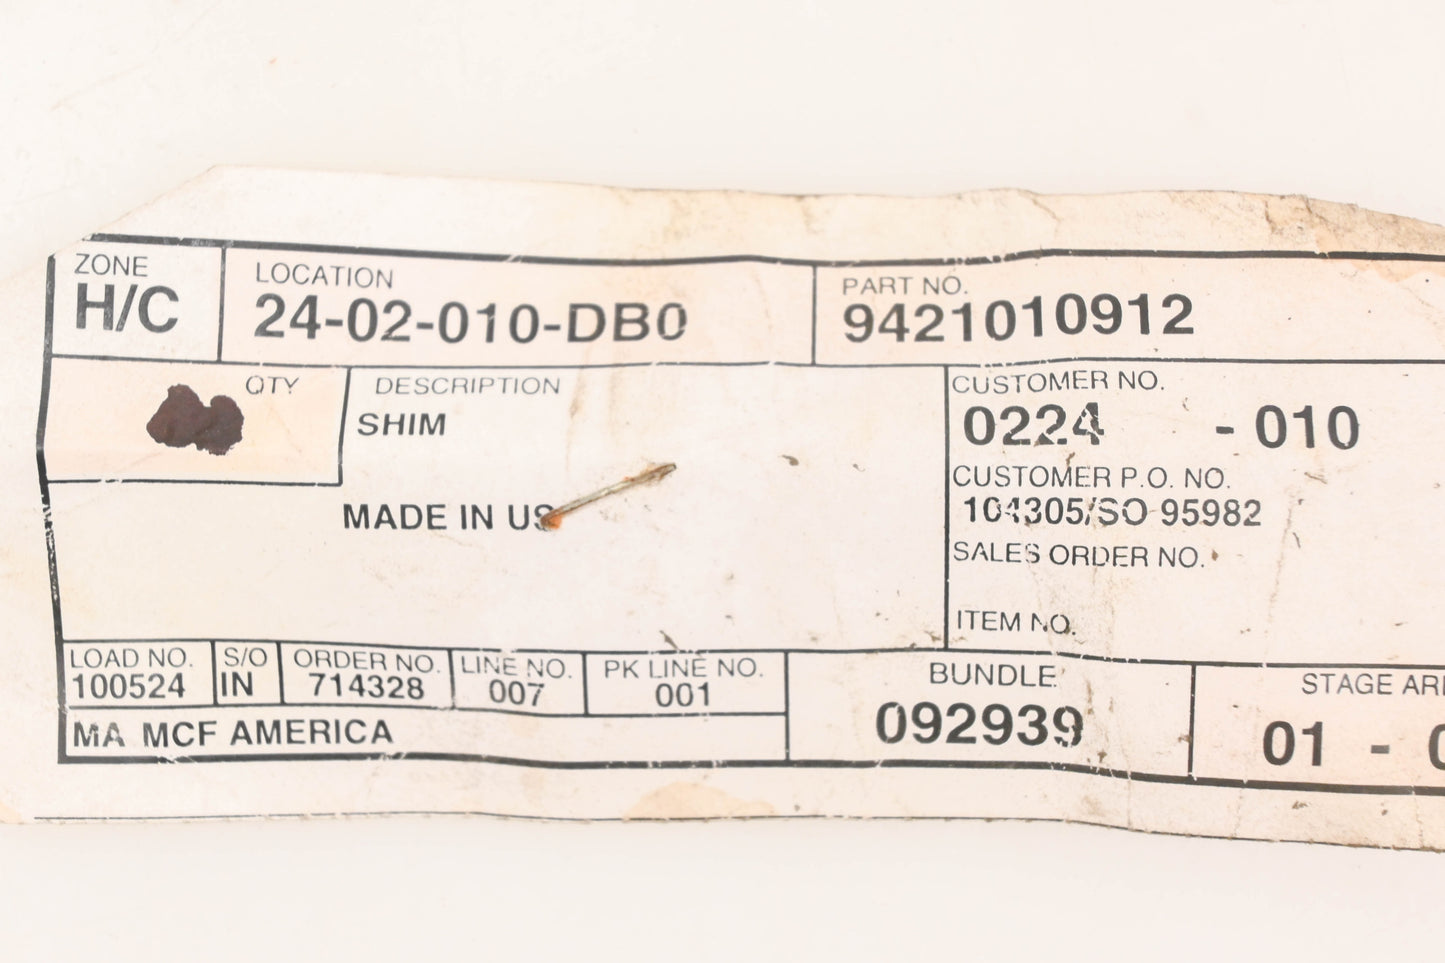 ZONE LOCATION PART NO.
H/C 24-02-010-DB0 9421010912
QTY DESCRIPTION CUSTOMER NO.
SHIM 0224 - 010
CUSTOMER P.O. NO.
MADE IN US 104305/SO 95982
SALES ORDER NO.
ITEM NO.
LOAD NO. S/O ORDER NO. LINE NO. PK LINE NO. BUNDLE STAGE
100524 IN 714328 007 001 092939 01 -
MA MCF AMERICA